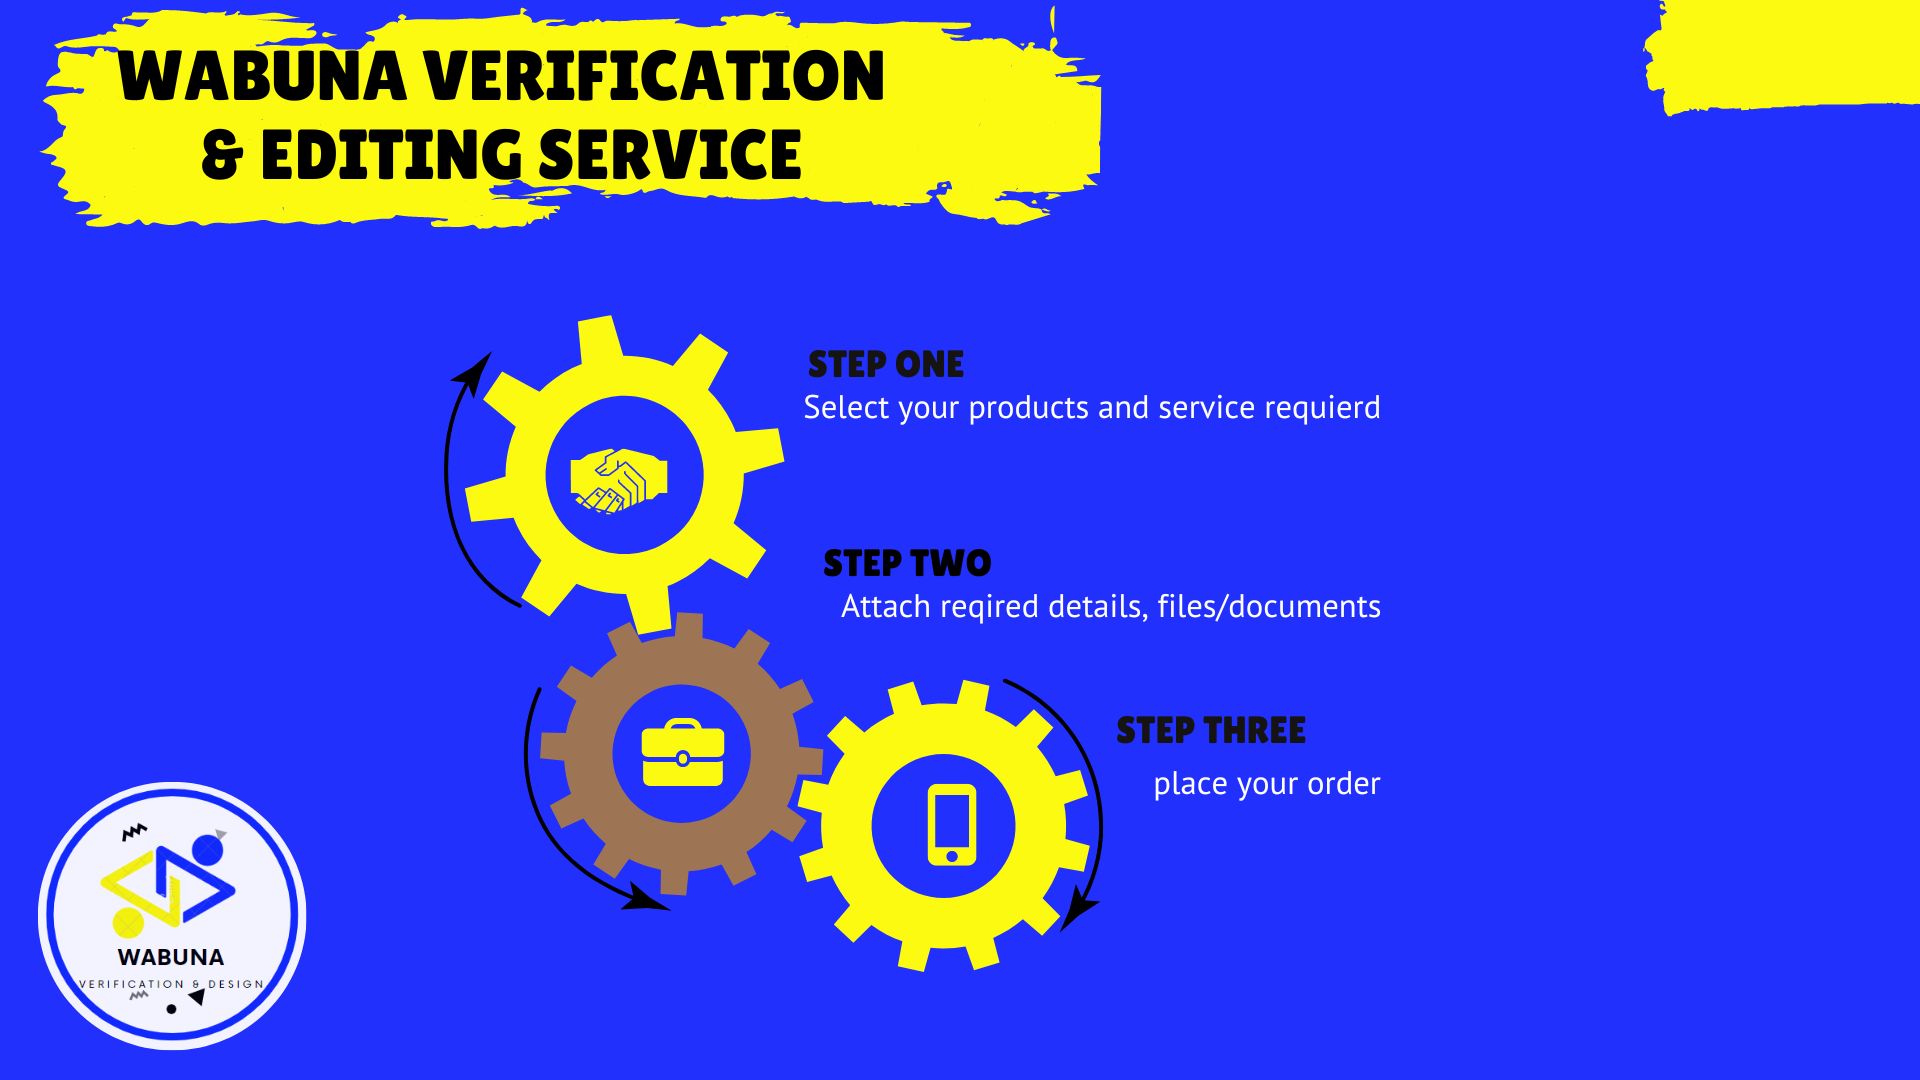 WABUNA VERIFICATION
& EDITING SERVICE
STEP ONE
Select your products and service requierd
STEP TWO
Attach reqired details, files/documents
STEP THREE
place your order
WABUNA
VERIFICATION & DESIGN